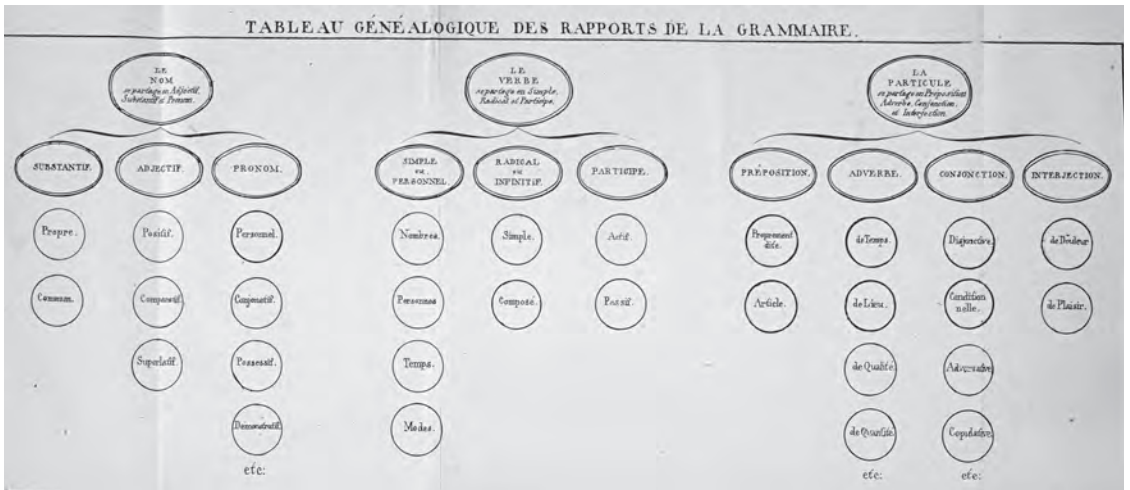 TABLEAU GÉNÉALOGIQUE DES RAPPORTS DE LA GRAMMAIRE.
LE
NOM
se partage en Adjectif,
Substantif et Pronom.
LE
VERBE
se partage en Simple,
Radical et Participe.
LA
PARTICULE
se partage en Préposition
Adverbe, Conjonction,
et Interjection.
SUBSTANTIF.
ADJECTIF.
PRONOM.
SIMPLE
ou
PERSONNEL.
RADICAL
ou
INFINITIF.
PARTICIPE.
PRÉPOSITION.
ADVERBE.
CONJONCTION.
INTERJECTION.
Propre.
Positif.
Personnel.
Nombres.
Simple.
Actif.
Proprement
dite.
de Temps.
Disjonctive.
de Douleur
Commun.
Comparatif.
Conjonctif.
Personnes
Composé.
Passif.
Article.
de Lieu.
Condition
nelle.
de Plaisir.
Superlatif.
Possessif.
Temps.
de Qualité.
Adversative
Démonstratif.
Modes.
de Quantité.
Copulative
etc:
etc:
etc: